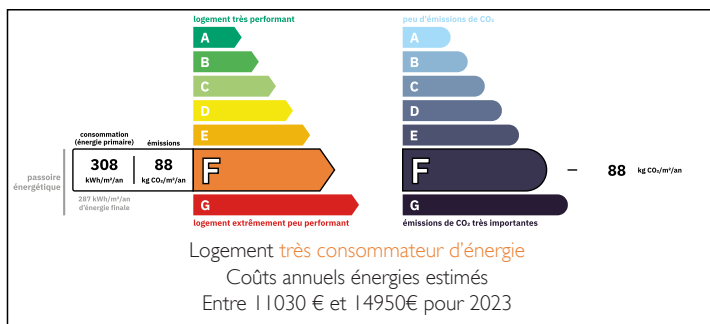 logement très performant
A
B
C
D
E
consommation
(énergie primaire)
émissions
308
kWh/m²/an
88
kg CO₂/m²/an
F
passoire
énergétique
287 kWh/m²/an
d'énergie finale
G
logement extrêmement peu performant
peu d'émissions de CO₂
A
B
C
D
E
F
88 kg CO₂/m²/an
G
émissions de CO₂ très importantes
Logement très consommateur d'énergie
Coûts annuels énergies estimés
Entre 11030 € et 14950€ pour 2023